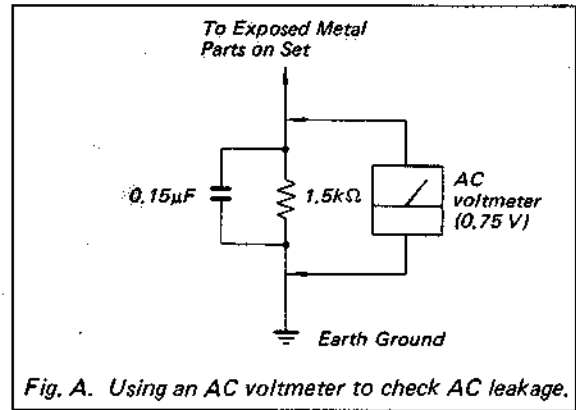 To Exposed Metal
Parts on Set
0.15µF
1.5kΩ
AC
voltmeter
(0.75 V)
Earth Ground
Fig. A. Using an AC voltmeter to check AC leakage.